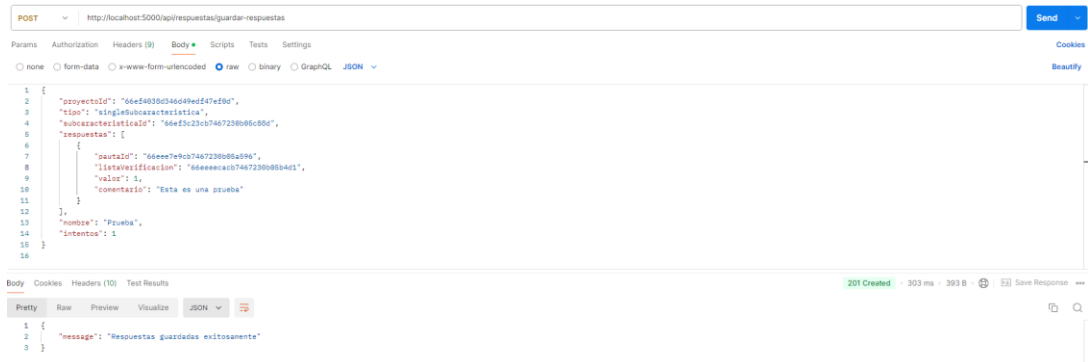 POST http://localhost:5000/api/respuestas/guardar-respuestas Send
Params Authorization Headers (9) Body Scripts Tests Settings Cookies
none form-data x-www-form-urlencoded raw binary GraphQL JSON Beautify
1 {
2 "proyectoId": "66ef4038d346d49edf47ef0d",
3 "tipo": "singleSubcaracteristica",
4 "subcaracteristicaId": "66ef5c23cb7467230b05c88d",
5 "respuestas": [
6 {
7 "pautaId": "66eee7e9cb7467230b05a596",
8 "listaVerificacion": "66eeeecacb7467230b05b4d1",
9 "valor": 1,
10 "comentario": "Esta es una prueba"
11 }
12 ],
13 "nombre": "Prueba",
14 "intentos": 1
15 }
16
Body Cookies Headers (10) Test Results 201 Created 303 ms 393 B Save Response
Pretty Raw Preview Visualize JSON
1 {
2 "message": "Respuestas guardadas exitosamente"
3 }